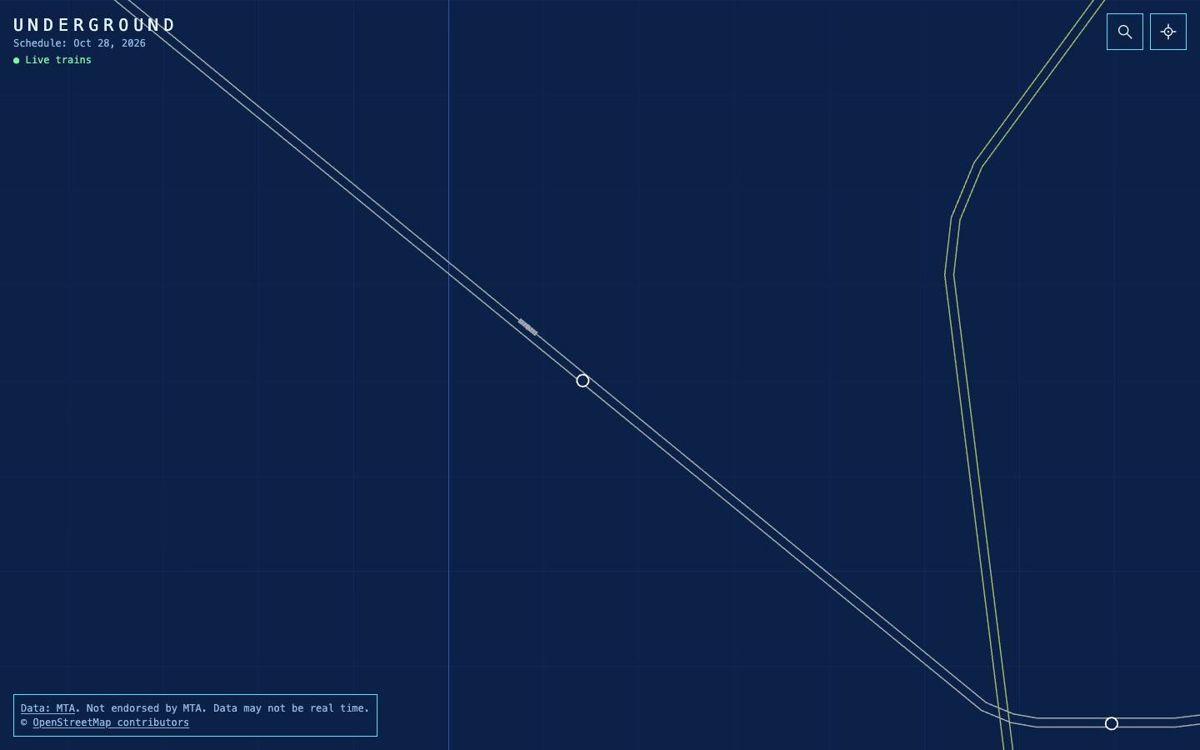 UNDERGROUND
Schedule: Oct 28, 2026
Live trains
Data: MTA. Not endorsed by MTA. Data may not be real time.
© OpenStreetMap contributors